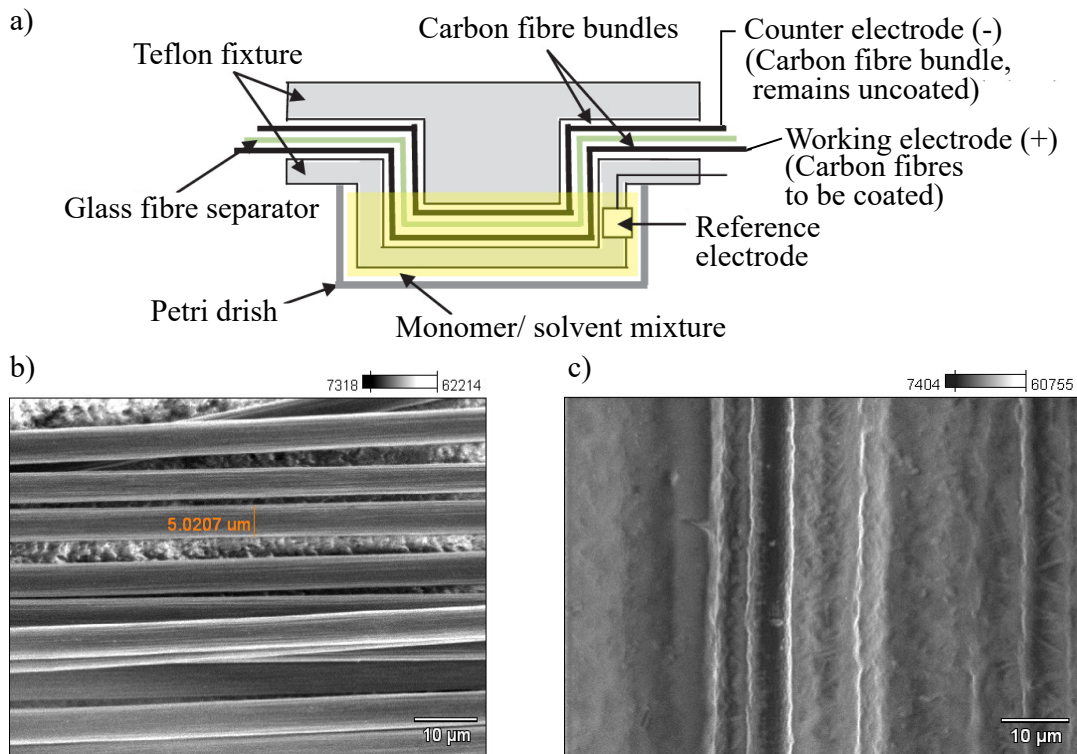 a)
Teflon fixture
Carbon fibre bundles
Counter electrode (-)
(Carbon fibre bundle,
remains uncoated)
Working electrode (+)
(Carbon fibres
to be coated)
Glass fibre separator
Reference
electrode
Petri drish
Monomer/ solvent mixture
b)
7318 62214
5.0207 um
10 µm
c)
7404 60755
10 µm